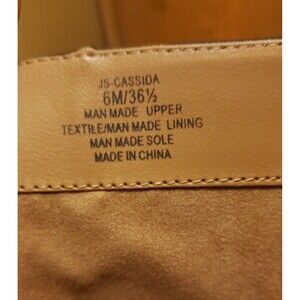 JS-CASSIDA
6M/36½
MAN MADE UPPER
TEXTILE/MAN MADE LINING
MAN MADE SOLE
MADE IN CHINA